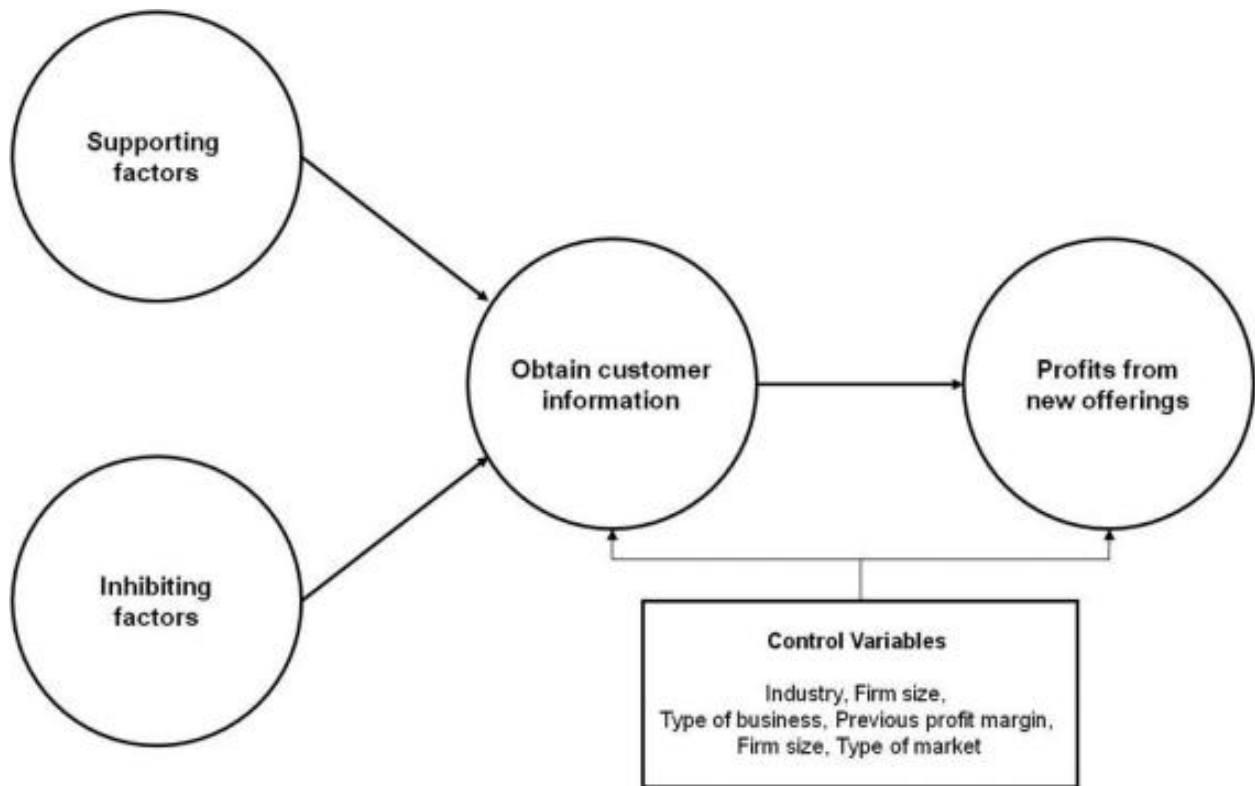 Supporting
factors
Obtain customer
information
Profits from
new offerings
Inhibiting
factors
Control Variables
Industry, Firm size,
Type of business, Previous profit margin,
Firm size, Type of market